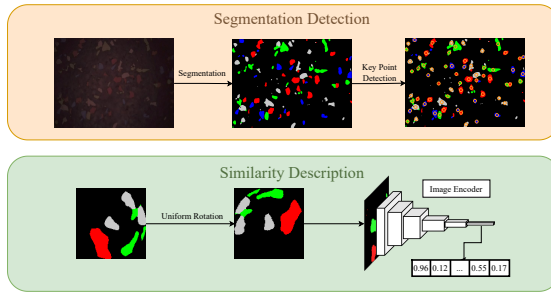 Segmentation Detection
Segmentation
Key Point
Detection
Similarity Description
Uniform Rotation
Image Encoder
0.96 0.12 ... 0.55 0.17